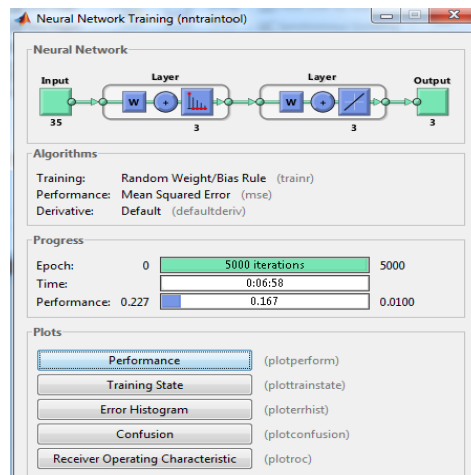 Neural Network Training (nntraintool)
Neural Network
Input Layer Layer Output
W + W +
35 3 3 3
Algorithms
Training: Random Weight/Bias Rule (trainr)
Performance: Mean Squared Error (mse)
Derivative: Default (defaultderiv)
Progress
Epoch: 0 5000 iterations 5000
Time: 0:06:58
Performance: 0.227 0.167 0.0100
Plots
Performance (plotperform)
Training State (plottrainstate)
Error Histogram (ploterrhist)
Confusion (plotconfusion)
Receiver Operating Characteristic (plotroc)